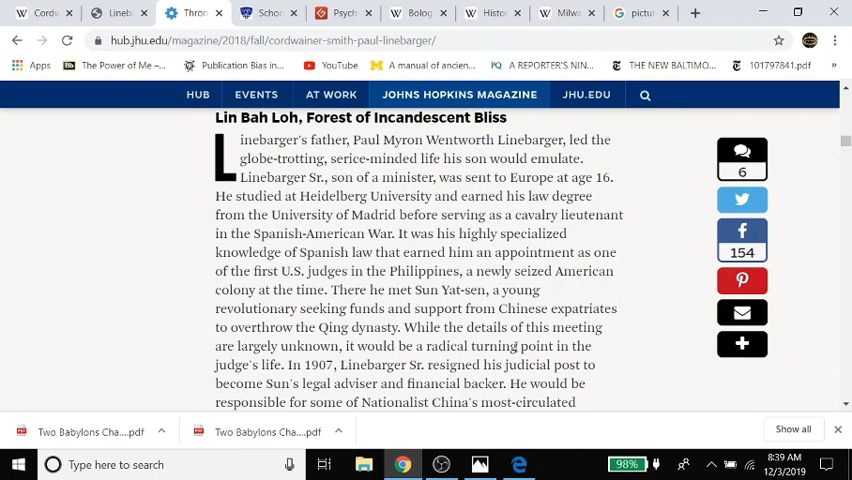 Cordw
Lineba
Thron
Schoo
Psych
Bolog
Histo
Milwa
pictur
hub.jhu.edu/magazine/2018/fall/cordwainer-smith-paul-linebarger/
Apps
The Power of Me –...
Publication Bias in...
YouTube
A manual of ancien...
PQ A REPORTER'S NIN...
THE NEW BALTIMO...
101797841.pdf
»
HUB EVENTS AT WORK JOHNS HOPKINS MAGAZINE JHU.EDU
Lin Bah Loh, Forest of Incandescent Bliss
Linebarger's father, Paul Myron Wentworth Linebarger, led the
globe-trotting, serice-minded life his son would emulate.
Linebarger Sr., son of a minister, was sent to Europe at age 16.
He studied at Heidelberg University and earned his law degree
from the University of Madrid before serving as a cavalry lieutenant
in the Spanish-American War. It was his highly specialized
knowledge of Spanish law that earned him an appointment as one
of the first U.S. judges in the Philippines, a newly seized American
colony at the time. There he met Sun Yat-sen, a young
revolutionary seeking funds and support from Chinese expatriates
to overthrow the Qing dynasty. While the details of this meeting
are largely unknown, it would be a radical turning point in the
judge's life. In 1907, Linebarger Sr. resigned his judicial post to
become Sun's legal adviser and financial backer. He would be
responsible for some of Nationalist China's most-circulated
6
154
Two Babylons Cha....pdf
Two Babylons Cha....pdf
Show all
Type here to search
98%
8:39 AM
12/3/2019